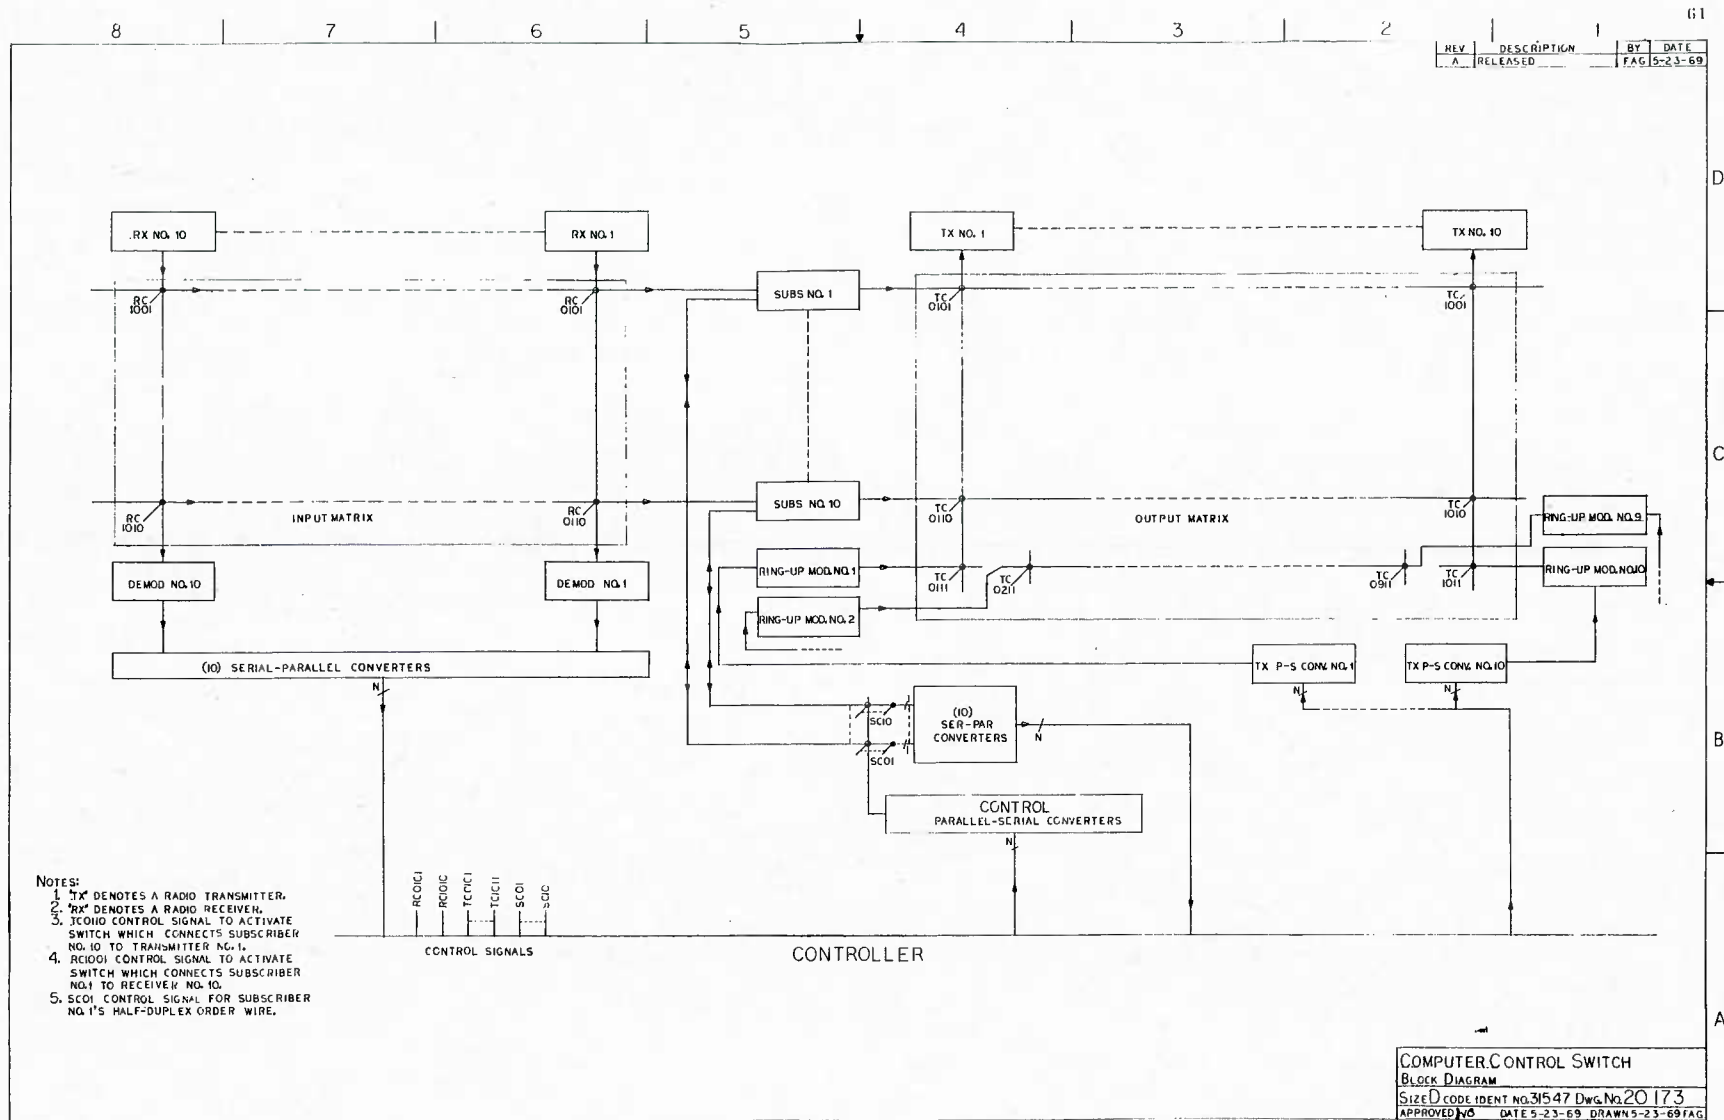 61
8 7 6 5 4 3 2 1
REV DESCRIPTION BY DATE
A RELEASED FAG 5-23-69
D
RX NO. 10
RX NO. 1
TX NO. 1
TX NO. 10
SUBS NO. 1
RC 1001
RC 0101
TC 0101
TC 1001
C
SUBS NO. 10
RC 1010
INPUT MATRIX
RC 0110
TC 0110
OUTPUT MATRIX
TC 1010
RING-UP MOD. NO. 9
DEMOD NO. 10
DEMOD NO. 1
RING-UP MOD. NO. 1
TC 0111
TC 0211
TC 0911
TC 1011
RING-UP MOD. NO. 10
RING-UP MOD. NO. 2
(10) SERIAL-PARALLEL CONVERTERS
TX P-S CONV. NO. 1
TX P-S CONV. NO. 10
N
N
N
SC10
(10)
SER-PAR
CONVERTERS
N
B
SC01
CONTROL
PARALLEL-SERIAL CONVERTERS
N
NOTES:
1. "TX" DENOTES A RADIO TRANSMITTER.
2. "RX" DENOTES A RADIO RECEIVER.
3. TC0110 CONTROL SIGNAL TO ACTIVATE
SWITCH WHICH CONNECTS SUBSCRIBER
NO. 10 TO TRANSMITTER NO. 1.
4. RC1001 CONTROL SIGNAL TO ACTIVATE
SWITCH WHICH CONNECTS SUBSCRIBER
NO. 1 TO RECEIVER NO. 10.
5. SC01 CONTROL SIGNAL FOR SUBSCRIBER
NO. 1'S HALF-DUPLEX ORDER WIRE.
RC0101
RC1010
TC0101
TC1011
SC01
SC10
CONTROL SIGNALS
CONTROLLER
A
COMPUTER CONTROL SWITCH
BLOCK DIAGRAM
SIZE D CODE IDENT NO. 31547 DWG. NO. 20173
APPROVED DATE 5-23-69 DRAWN 5-23-69 FAG